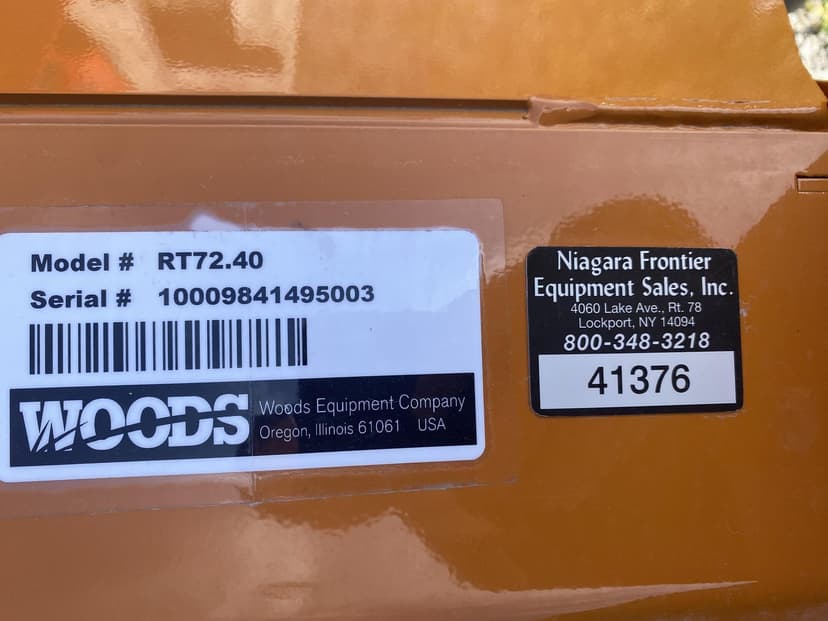 Model # RT72.40
Serial # 10009841495003
WOODS
Woods Equipment Company
Oregon, Illinois 61061 USA
Niagara Frontier
Equipment Sales, Inc.
4060 Lake Ave., Rt. 78
Lockport, NY 14094
800-348-3218
41376